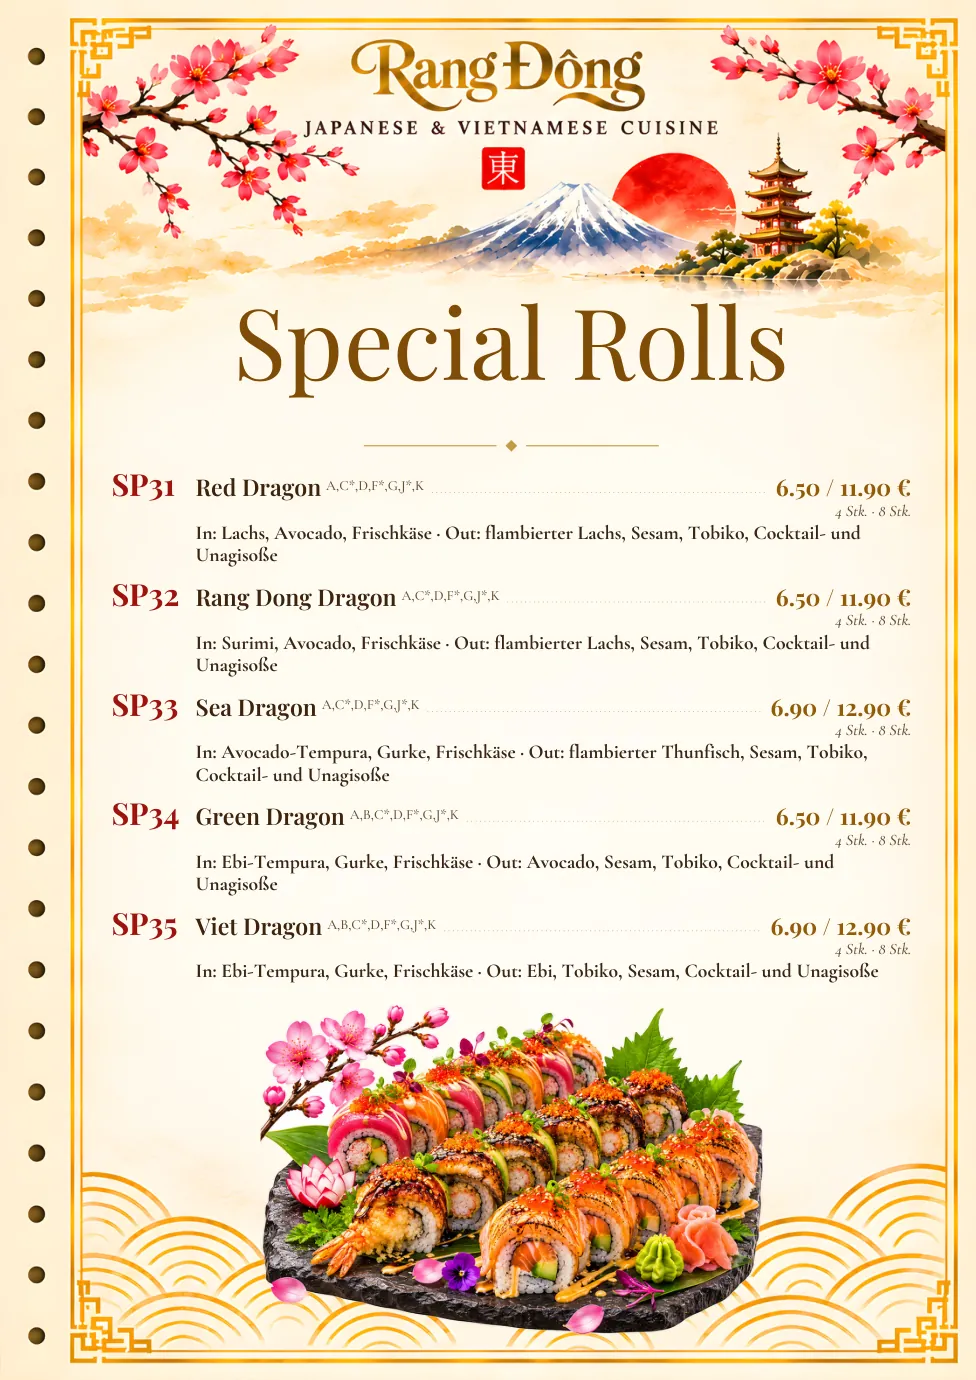 Rang Đông
JAPANESE & VIETNAMESE CUISINE
東
Special Rolls
SP31 Red Dragon A,C*,D,F*,G,J*,K 6.50 / 11.90 €
4 Stk. · 8 Stk.
In: Lachs, Avocado, Frischkäse · Out: flambierter Lachs, Sesam, Tobiko, Cocktail- und
Unagisoße
SP32 Rang Dong Dragon A,C*,D,F*,G,J*,K 6.50 / 11.90 €
4 Stk. · 8 Stk.
In: Surimi, Avocado, Frischkäse · Out: flambierter Lachs, Sesam, Tobiko, Cocktail- und
Unagisoße
SP33 Sea Dragon A,C*,D,F*,G,J*,K 6.90 / 12.90 €
4 Stk. · 8 Stk.
In: Avocado-Tempura, Gurke, Frischkäse · Out: flambierter Thunfisch, Sesam, Tobiko,
Cocktail- und Unagisoße
SP34 Green Dragon A,B,C*,D,F*,G,J*,K 6.50 / 11.90 €
4 Stk. · 8 Stk.
In: Ebi-Tempura, Gurke, Frischkäse · Out: Avocado, Sesam, Tobiko, Cocktail- und
Unagisoße
SP35 Viet Dragon A,B,C*,D,F*,G,J*,K 6.90 / 12.90 €
4 Stk. · 8 Stk.
In: Ebi-Tempura, Gurke, Frischkäse · Out: Ebi, Tobiko, Sesam, Cocktail- und Unagisoße